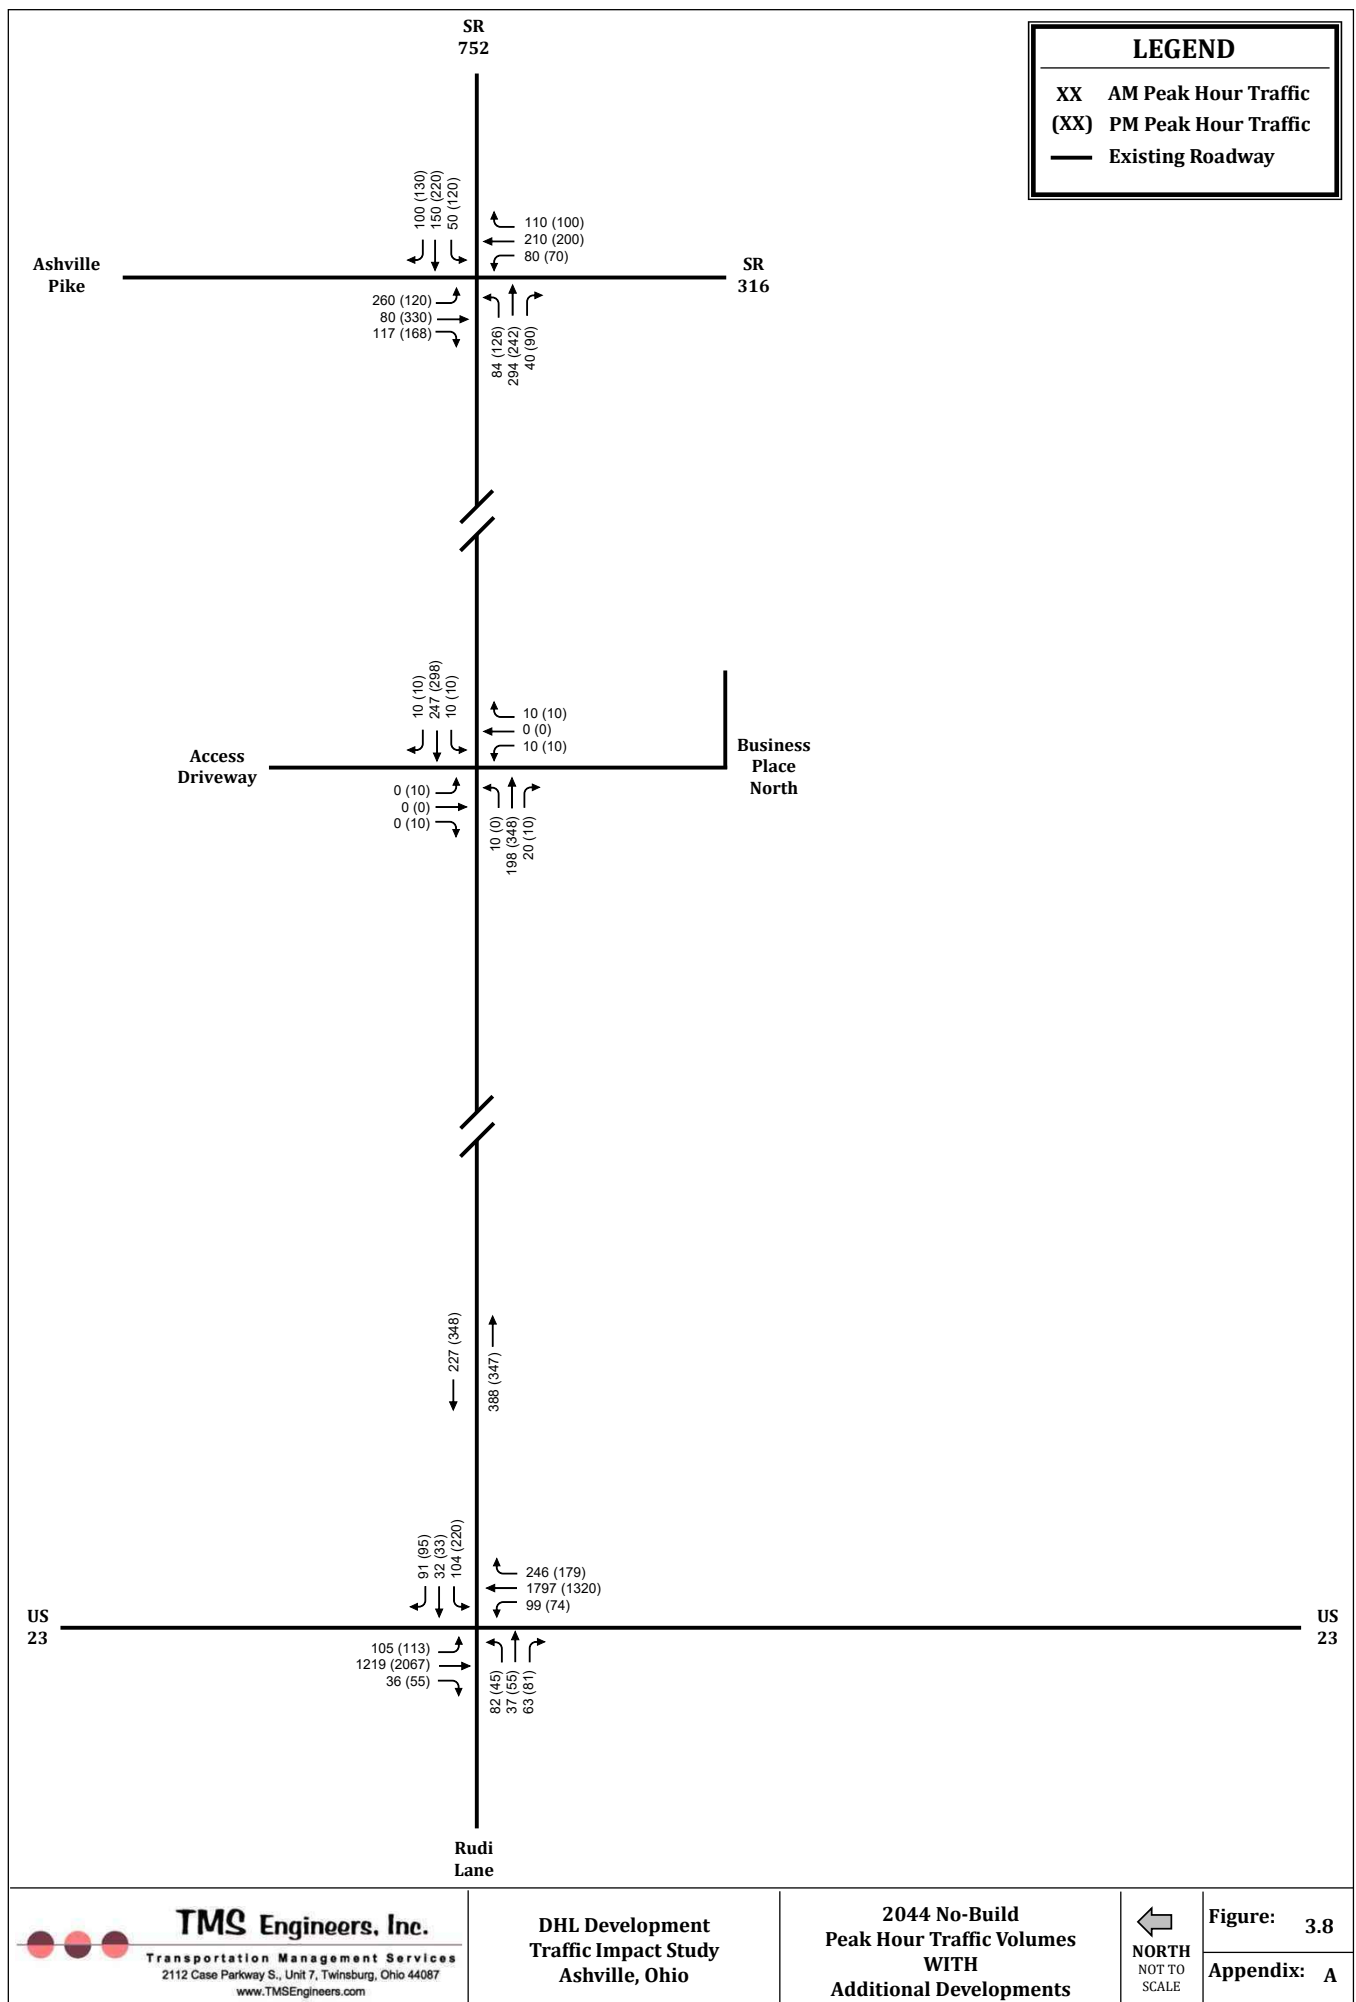 SR
752
LEGEND
XX AM Peak Hour Traffic
(XX) PM Peak Hour Traffic
Existing Roadway
100 (130)
150 (220)
50 (120)
110 (100)
210 (200)
80 (70)
Ashville
Pike
SR
316
260 (120)
80 (330)
117 (168)
84 (126)
294 (242)
40 (90)
10 (10)
247 (298)
10 (10)
10 (10)
0 (0)
10 (10)
Access
Driveway
Business
Place
North
0 (10)
0 (0)
0 (10)
10 (0)
198 (348)
20 (10)
227 (348)
388 (347)
91 (95)
32 (33)
104 (220)
246 (179)
1797 (1320)
99 (74)
US
23
US
23
105 (113)
1219 (2067)
36 (55)
82 (45)
37 (55)
63 (81)
Rudi
Lane
TMS Engineers, Inc.
Transportation Management Services
2112 Case Parkway S., Unit 7, Twinsburg, Ohio 44087
www.TMSEngineers.com
DHL Development
Traffic Impact Study
Ashville, Ohio
2044 No-Build
Peak Hour Traffic Volumes
WITH
Additional Developments
NORTH
NOT TO
SCALE
Figure: 3.8
Appendix: A